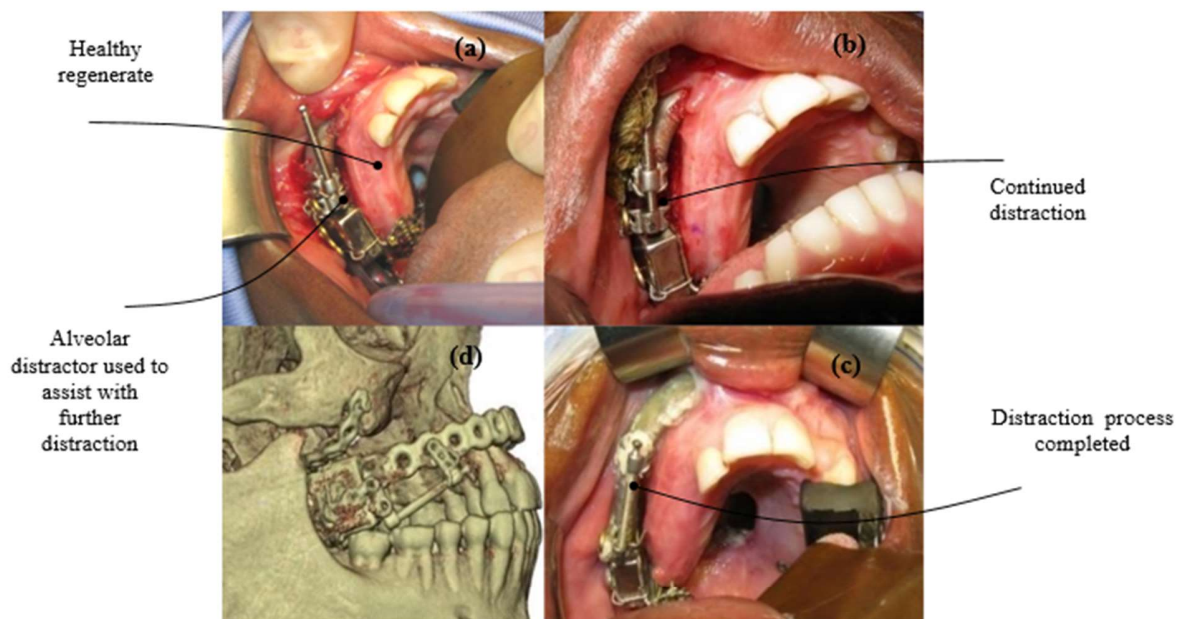 Healthy
regenerate
(a)
(b)
Continued
distraction
Alveolar
distractor used to
assist with
further
distraction
(d)
(c)
Distraction process
completed